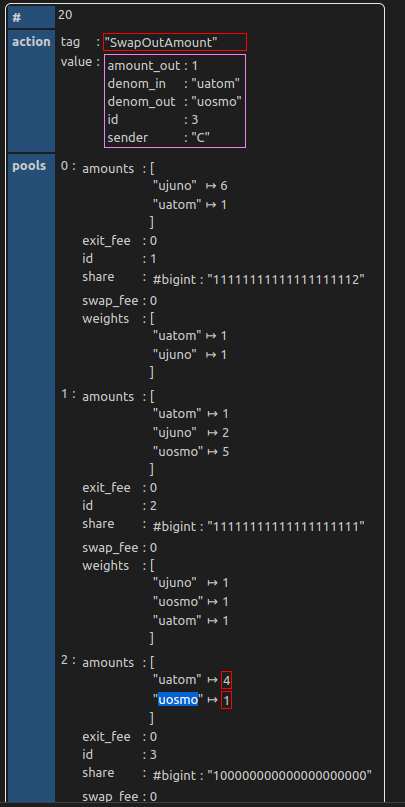 # 20
action tag : "SwapOutAmount"
value : amount_out : 1
denom_in : "uatom"
denom_out : "uosmo"
id : 3
sender : "C"
pools 0 : amounts : [
"ujuno" ↦ 6
"uatom" ↦ 1
]
exit_fee : 0
id : 1
share : #bigint : "11111111111111111112"
swap_fee : 0
weights : [
"uatom" ↦ 1
"ujuno" ↦ 1
]
1 : amounts : [
"uatom" ↦ 1
"ujuno" ↦ 2
"uosmo" ↦ 5
]
exit_fee : 0
id : 2
share : #bigint : "11111111111111111111"
swap_fee : 0
weights : [
"ujuno" ↦ 1
"uosmo" ↦ 1
"uatom" ↦ 1
]
2 : amounts : [
"uatom" ↦ 4
"uosmo" ↦ 1
]
exit_fee : 0
id : 3
share : #bigint : "100000000000000000000"
swap_fee : 0